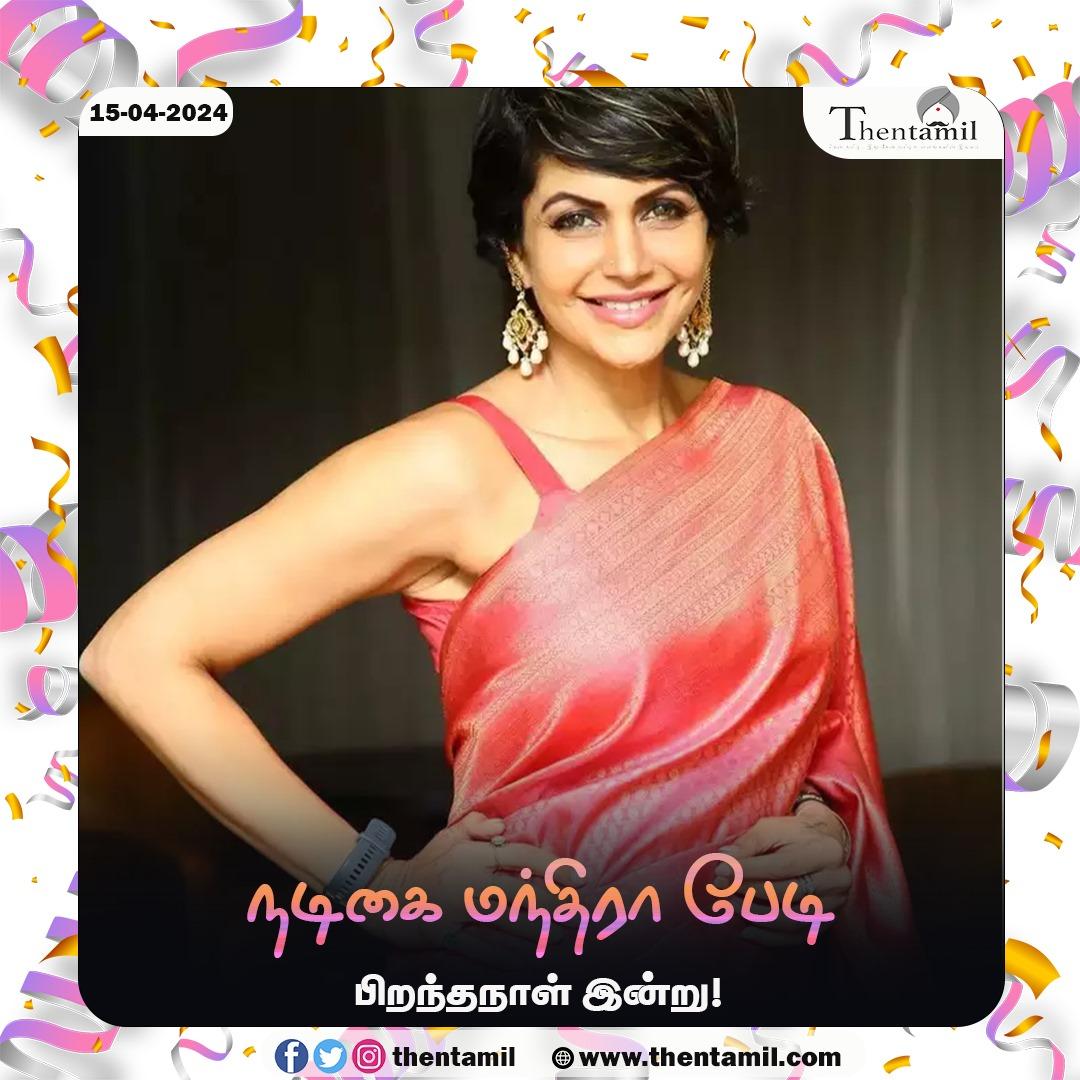 15-04-2024
Thentamil
நடிகை மந்திரா பேடி
பிறந்தநாள் இன்று!
thentamil
www.thentamil.com